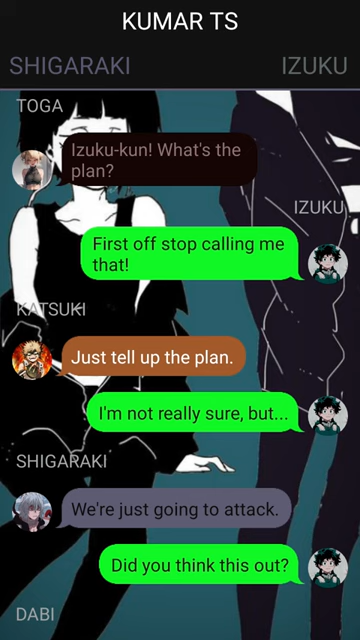 KUMAR TS
SHIGARAKI IZUKU
TOGA
Izuku-kun! What's the
plan?
IZUKU
First off stop calling me
that!
KATSUKI
Just tell up the plan.
I'm not really sure, but...
SHIGARAKI
We're just going to attack.
Did you think this out?
DABI